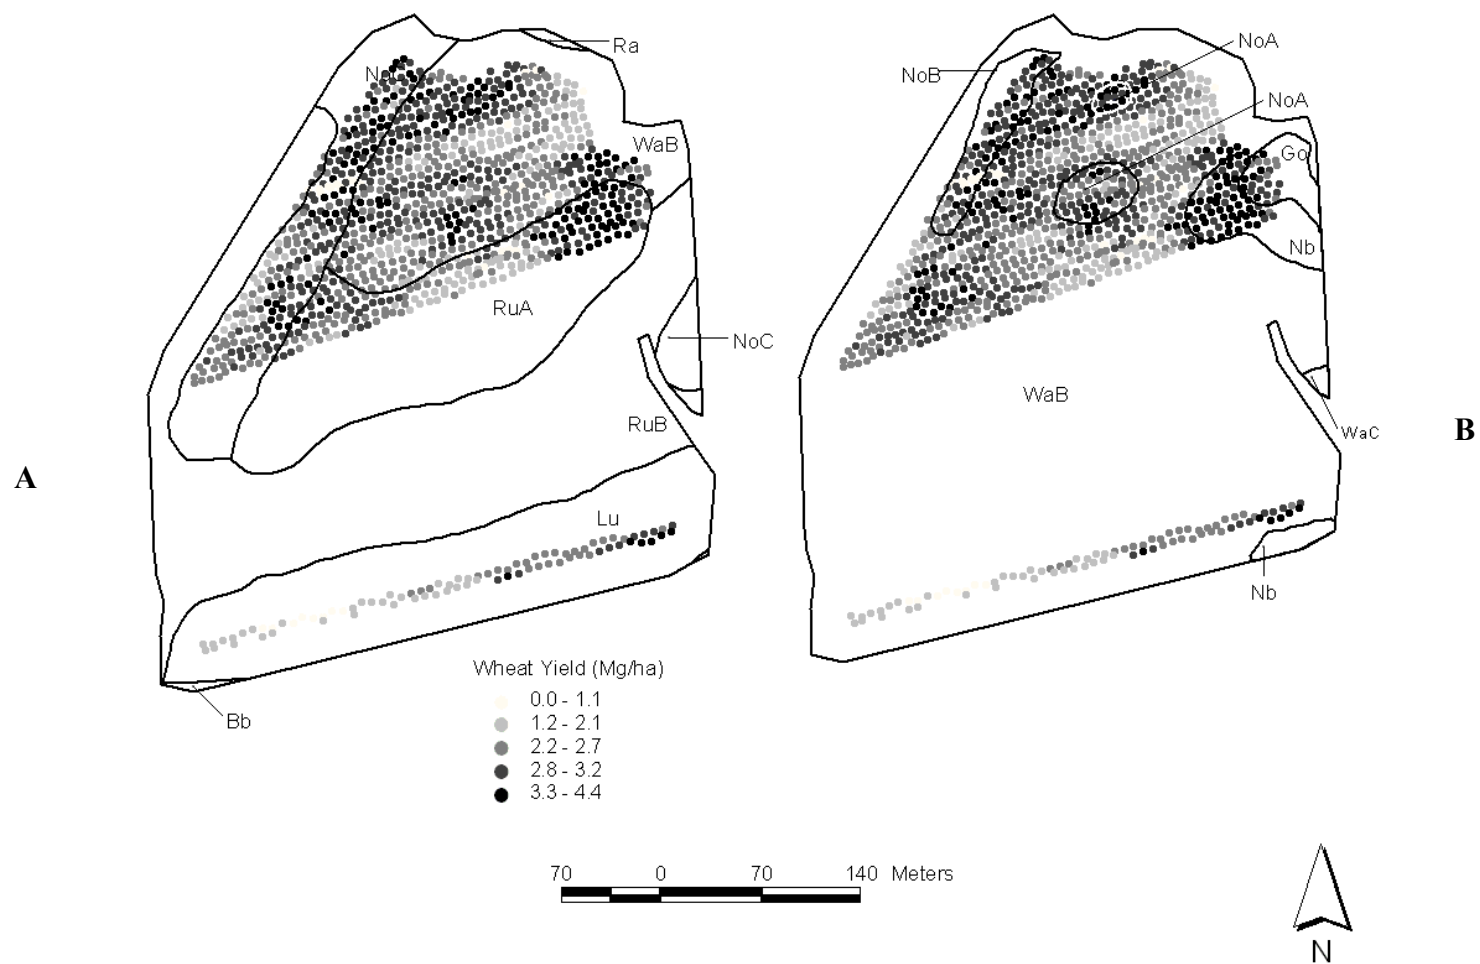 Ra
NoA
NoB
NoA
WaB
Go
Nb
RuA
NoC
WaB
RuB
WaC
B
A
Lu
Nb
Wheat Yield (Mg/ha)
0.0 - 1.1
1.2 - 2.1
2.2 - 2.7
2.8 - 3.2
3.3 - 4.4
Bb
70 0 70 140 Meters
N